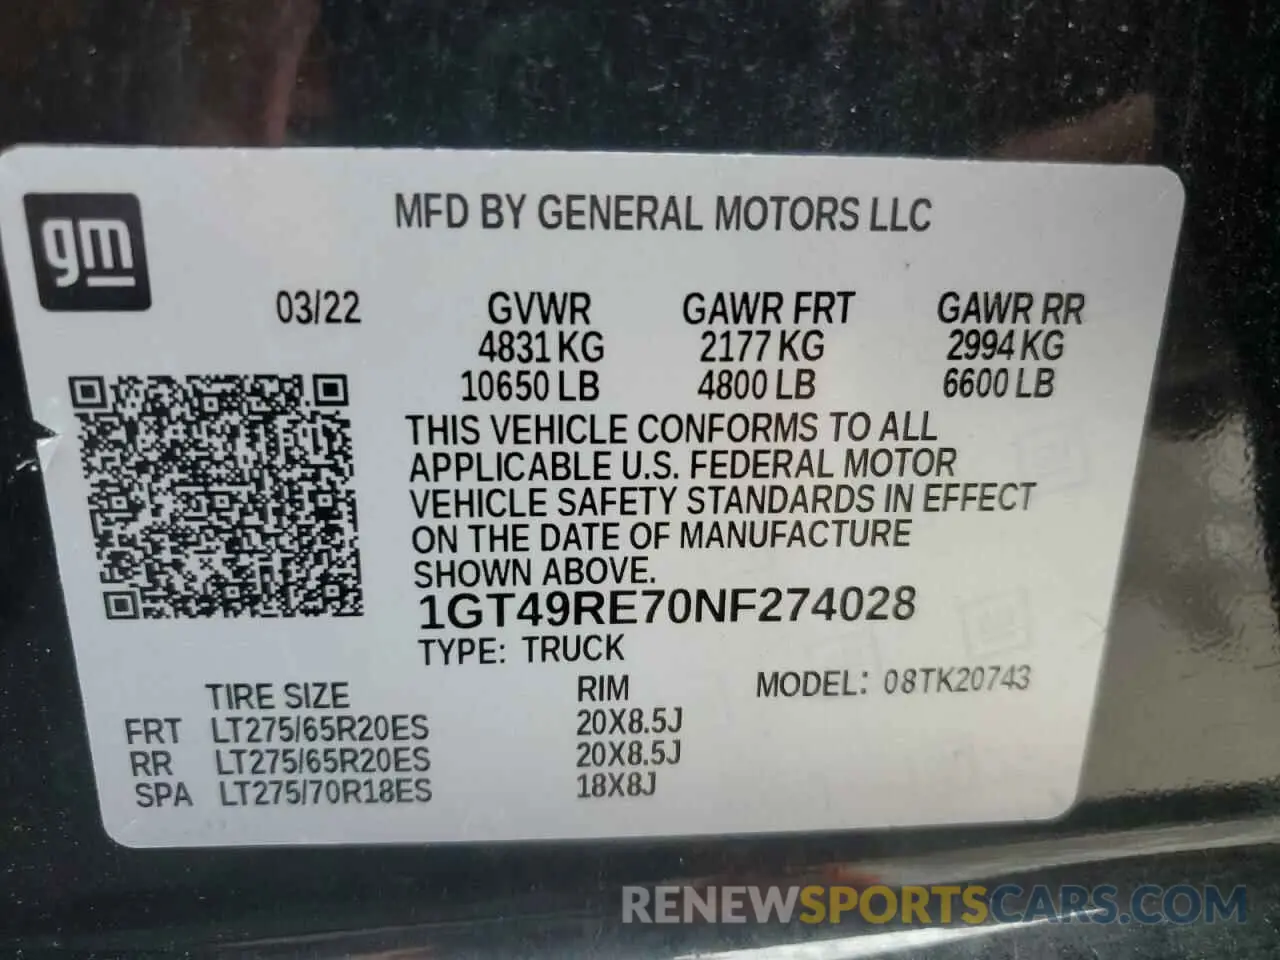 gm
MFD BY GENERAL MOTORS LLC
03/22 GVWR GAWR FRT GAWR RR
4831 KG 2177 KG 2994 KG
10650 LB 4800 LB 6600 LB
THIS VEHICLE CONFORMS TO ALL
APPLICABLE U.S. FEDERAL MOTOR
VEHICLE SAFETY STANDARDS IN EFFECT
ON THE DATE OF MANUFACTURE
SHOWN ABOVE.
1GT49RE70NF274028
TYPE: TRUCK
TIRE SIZE RIM MODEL: 08TK20743
FRT LT275/65R20ES 20X8.5J
RR LT275/65R20ES 20X8.5J
SPA LT275/70R18ES 18X8J
RENEWSPORTSCARS.COM